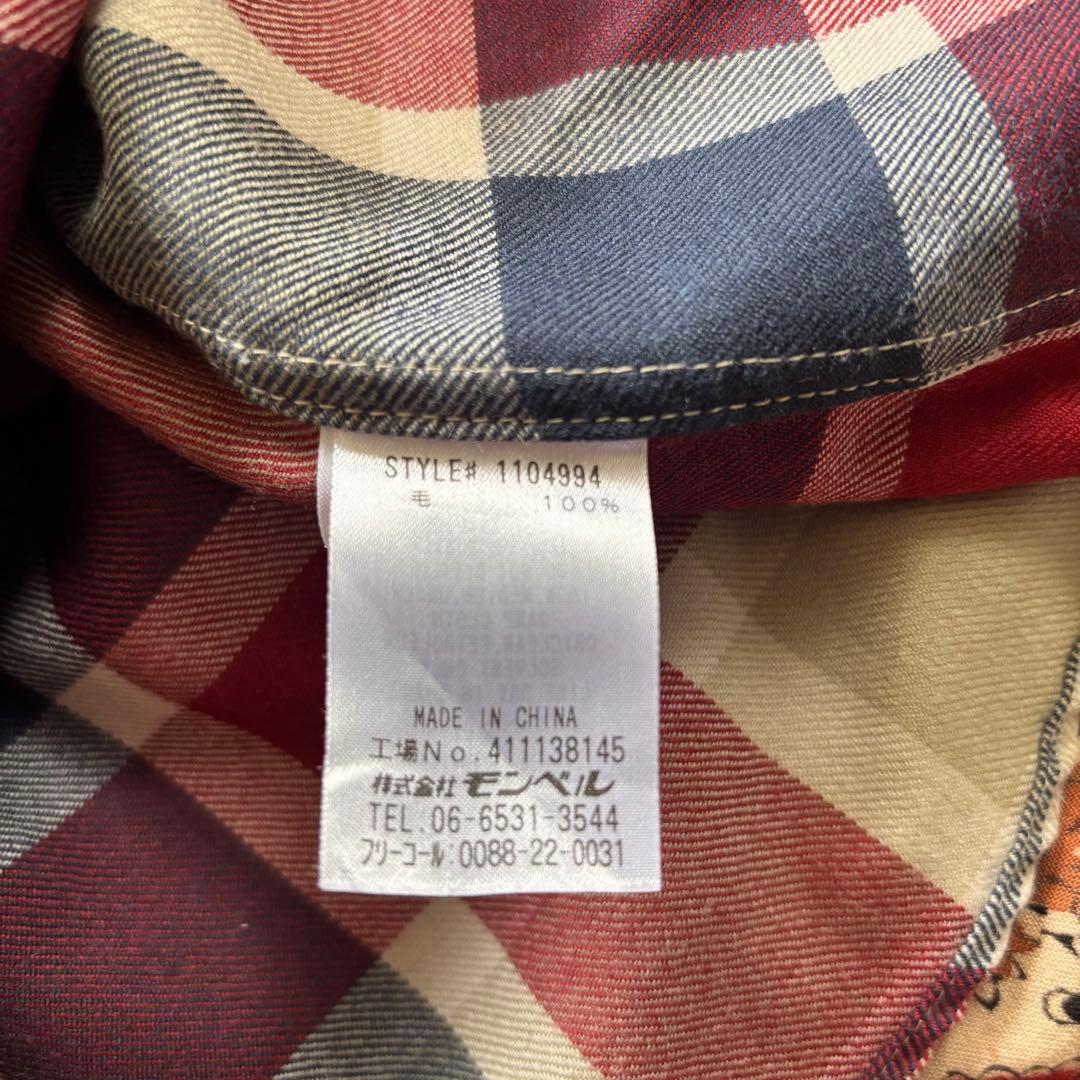 STYLE# 1104994
毛 100%
MADE IN CHINA
工場No.411138145
株式会社 モンベル
TEL.06-6531-3544
フリーコール:0088-22-0031